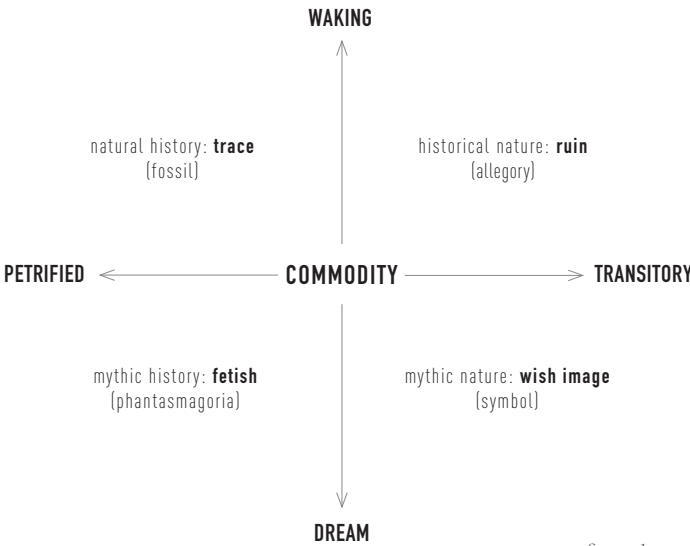 WAKING
natural history: trace
(fossil)
historical nature: ruin
(allegory)
PETRIFIED
COMMODITY
TRANSITORY
mythic history: fetish
(phantasmagoria)
mythic nature: wish image
(symbol)
DREAM